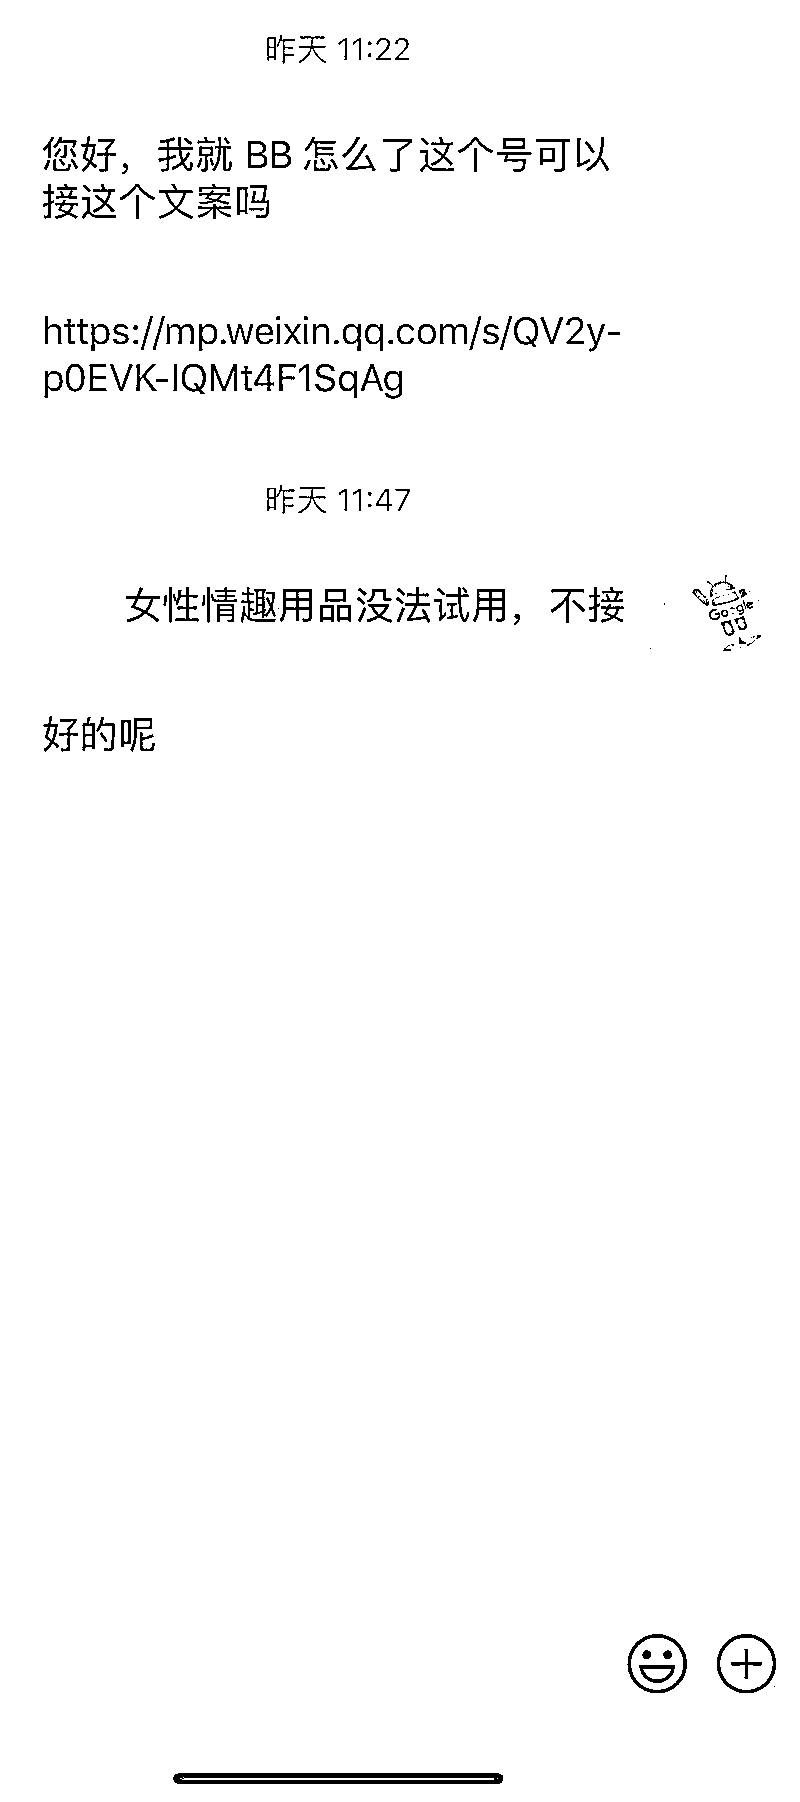 昨天 11:22
您好，我就 BB 怎么了这个号可以
接这个文案吗
https://mp.weixin.qq.com/s/QV2y-
p0EVK-IQMt4F1SqAg
昨天 11:47
女性情趣用品没法试用，不接
Google
好的呢